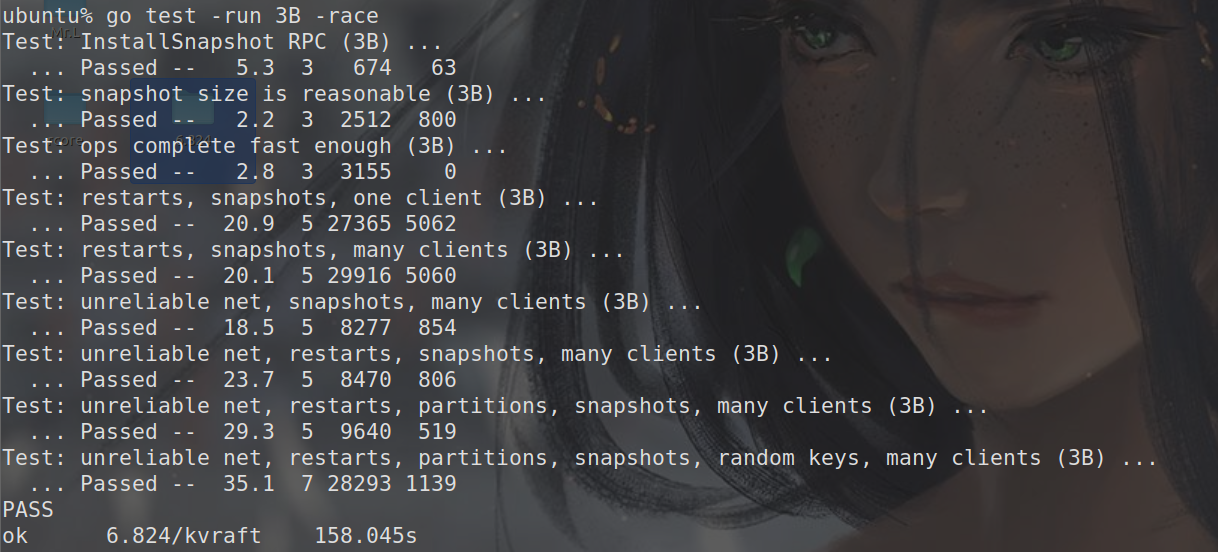 ubuntu% go test -run 3B -race
Test: InstallSnapshot RPC (3B) ...
  ... Passed --   5.3  3   674   63
Test: snapshot size is reasonable (3B) ...
  ... Passed --   2.2  3  2512  800
Test: ops complete fast enough (3B) ...
  ... Passed --   2.8  3  3155    0
Test: restarts, snapshots, one client (3B) ...
  ... Passed --  20.9  5 27365 5062
Test: restarts, snapshots, many clients (3B) ...
  ... Passed --  20.1  5 29916 5060
Test: unreliable net, snapshots, many clients (3B) ...
  ... Passed --  18.5  5  8277  854
Test: unreliable net, restarts, snapshots, many clients (3B) ...
  ... Passed --  23.7  5  8470  806
Test: unreliable net, restarts, partitions, snapshots, many clients (3B) ...
  ... Passed --  29.3  5  9640  519
Test: unreliable net, restarts, partitions, snapshots, random keys, many clients (3B) ...
  ... Passed --  35.1  7 28293 1139
PASS
ok      6.824/kvraft    158.045s